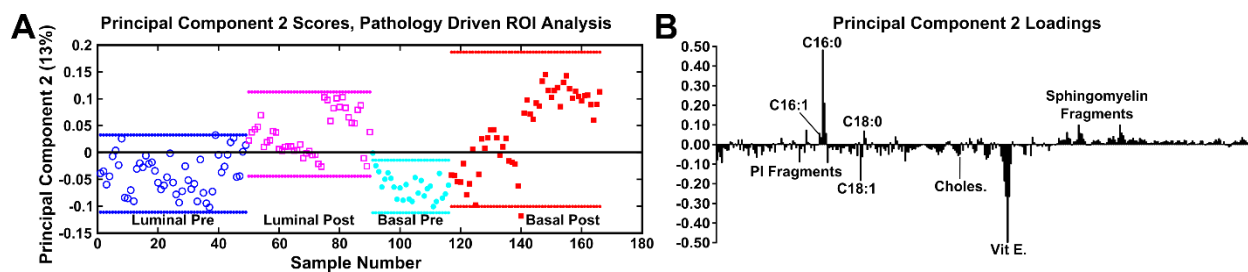 A
Principal Component 2 Scores, Pathology Driven ROI Analysis
Principal Component 2 (13%)
0.2
0.15
0.1
0.05
0
-0.05
-0.1
-0.15
Luminal Pre
Luminal Post
Basal Pre
Basal Post
0 20 40 60 80 100 120 140 160 180
Sample Number
B
Principal Component 2 Loadings
0.50
0.40
0.30
0.20
0.10
0.00
-0.10
-0.20
-0.30
-0.40
-0.50
C16:0
C16:1
C18:0
Sphingomyelin
Fragments
PI Fragments
C18:1
Choles.
Vit E.